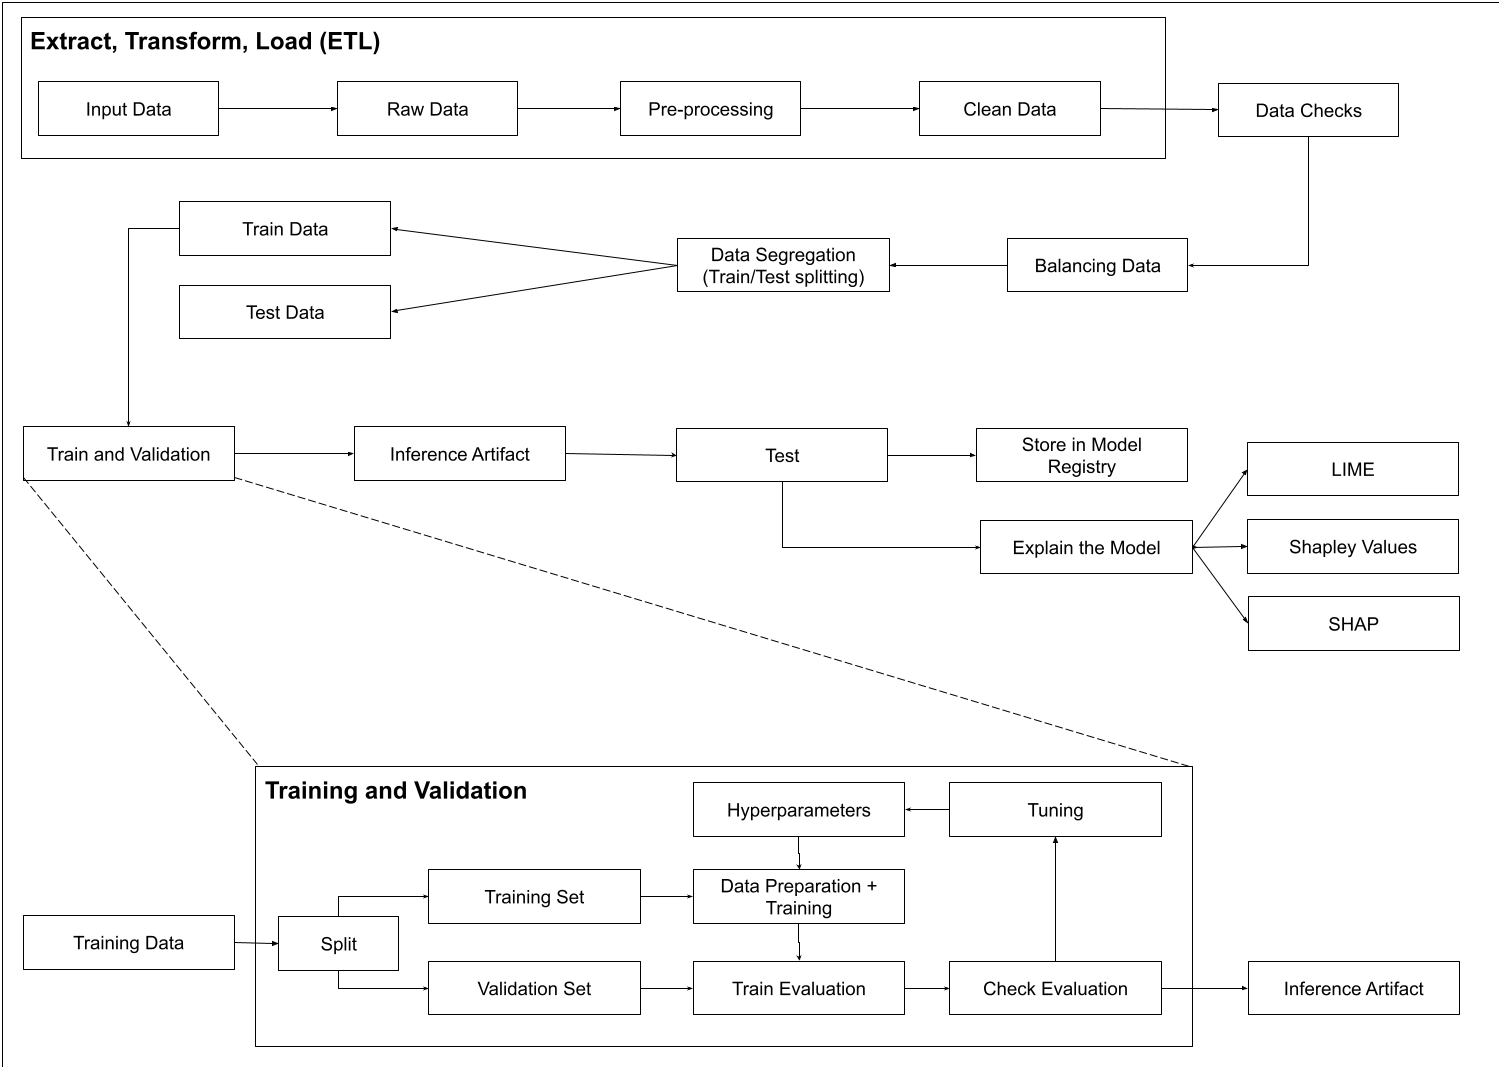 Extract, Transform, Load (ETL)
Input Data
Raw Data
Pre-processing
Clean Data
Data Checks
Train Data
Data Segregation
(Train/Test splitting)
Balancing Data
Test Data
Train and Validation
Inference Artifact
Test
Store in Model
Registry
LIME
Explain the Model
Shapley Values
SHAP
Training and Validation
Hyperparameters
Tuning
Training Set
Data Preparation +
Training
Training Data
Split
Validation Set
Train Evaluation
Check Evaluation
Inference Artifact